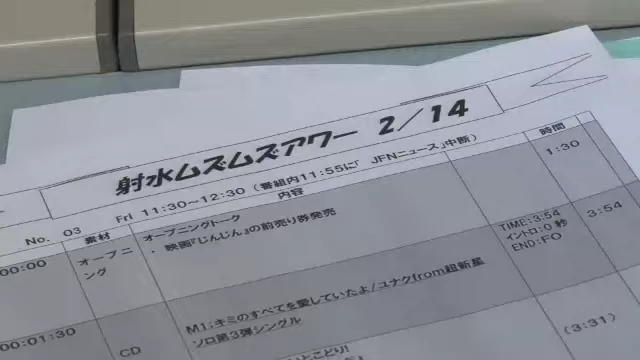 射水ムズムズアワー 2/14
No. 03 Fri 11:30～12:30 (番組内11:55に「 JFNニュース」中断)
素材 内容 時間
00:00 オープニング オープニングトーク 1:30
・ 映画『じんじん』の前売り券発売
00:01:30 CD M1:キミのすべてを愛していたよ/ユナクfrom超新星 TIME:3:54 3:54
ソロ第3弾シングル イントロ:0 秒
END:FO
(3:31)